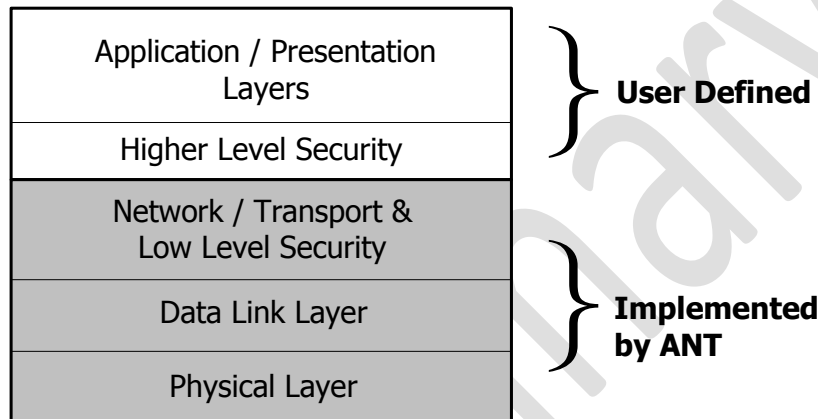 Application / Presentation
Layers
User Defined
Higher Level Security
Network / Transport &
Low Level Security
Data Link Layer
Implemented
by ANT
Physical Layer